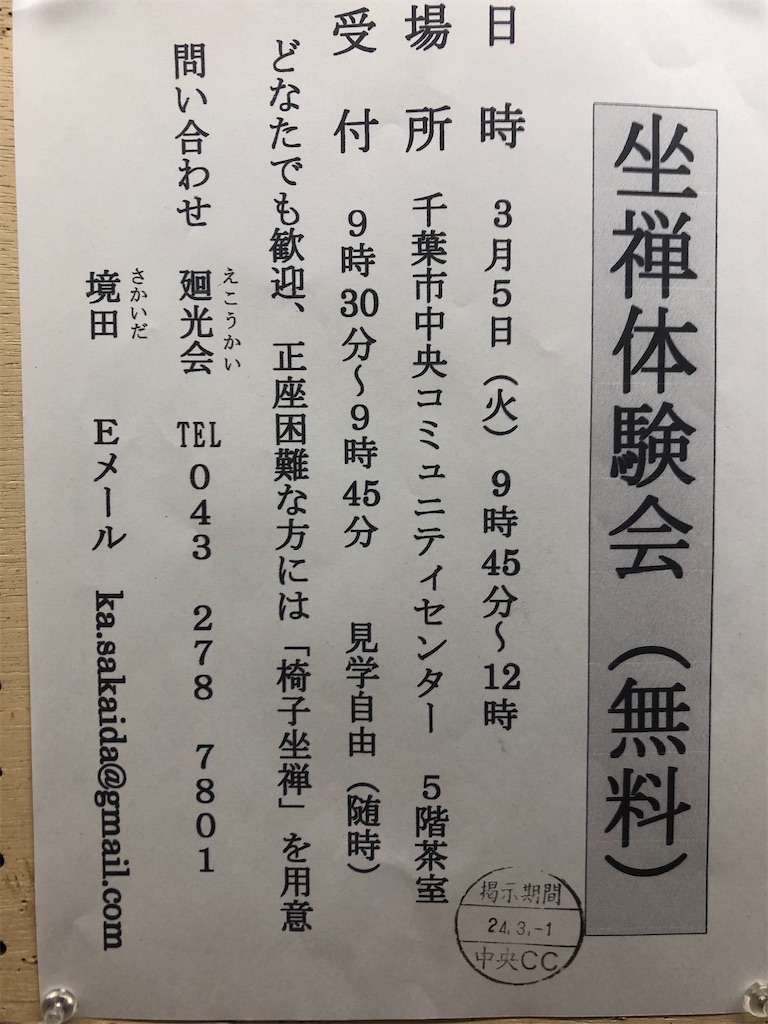 坐禅体験会(無料)
日 時 3月5日(火) 9時45分~12時
場 所 千葉市中央コミュニティセンター 5階茶室
受 付 9時30分~9時45分 見学自由(随時)
どなたでも歓迎、正座困難な方には「椅子坐禅」を用意
えこうかい
問い合わせ 廻光会 TEL 043 278 7801
さかいだ
境田 Eメール ka.sakaida@gmail.com
掲示期間
24.3.-1
中央CC